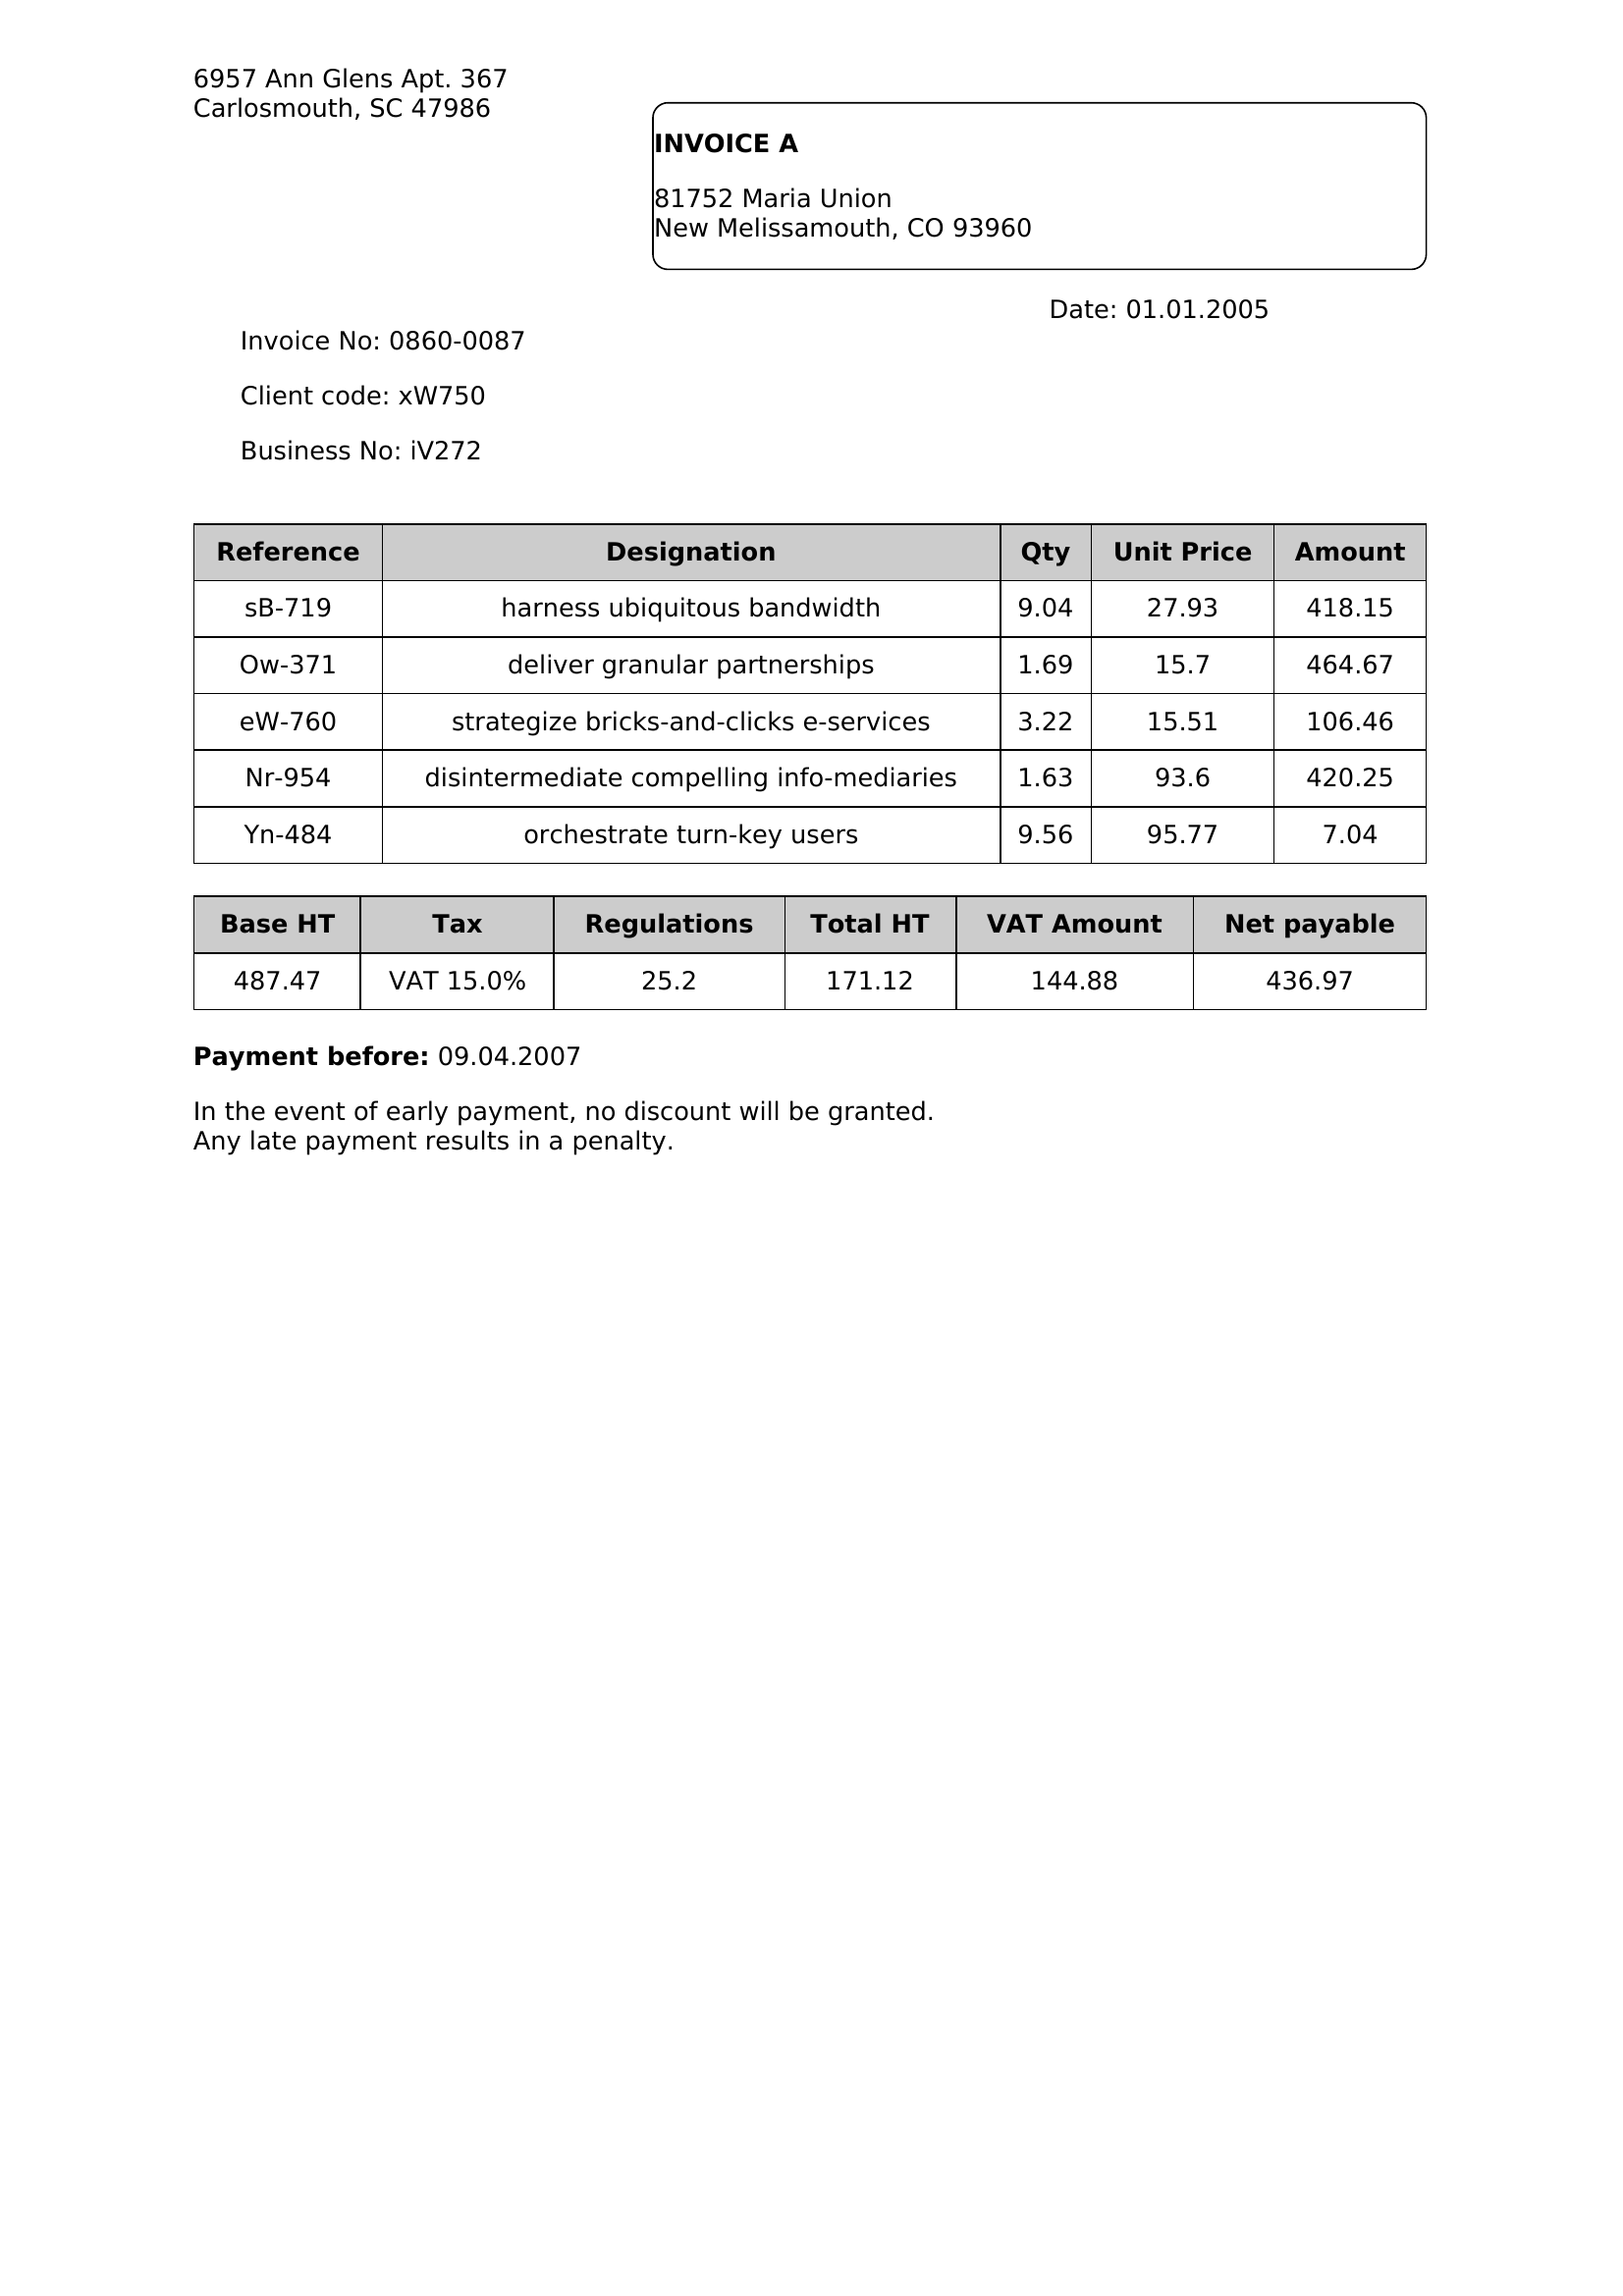 6957 Ann Glens Apt. 367
Carlosmouth, SC 47986
INVOICE A
81752 Maria Union
New Melissamouth, CO 93960
Date: 01.01.2005
Invoice No: 0860-0087
Client code: xW750
Business No: iV272
Reference Designation Qty Unit Price Amount
sB-719 harness ubiquitous bandwidth 9.04 27.93 418.15
Ow-371 deliver granular partnerships 1.69 15.7 464.67
eW-760 strategize bricks-and-clicks e-services 3.22 15.51 106.46
Nr-954 disintermediate compelling info-mediaries 1.63 93.6 420.25
Yn-484 orchestrate turn-key users 9.56 95.77 7.04
Base HT Tax Regulations Total HT VAT Amount Net payable
487.47 VAT 15.0% 25.2 171.12 144.88 436.97
Payment before: 09.04.2007
In the event of early payment, no discount will be granted.
Any late payment results in a penalty.